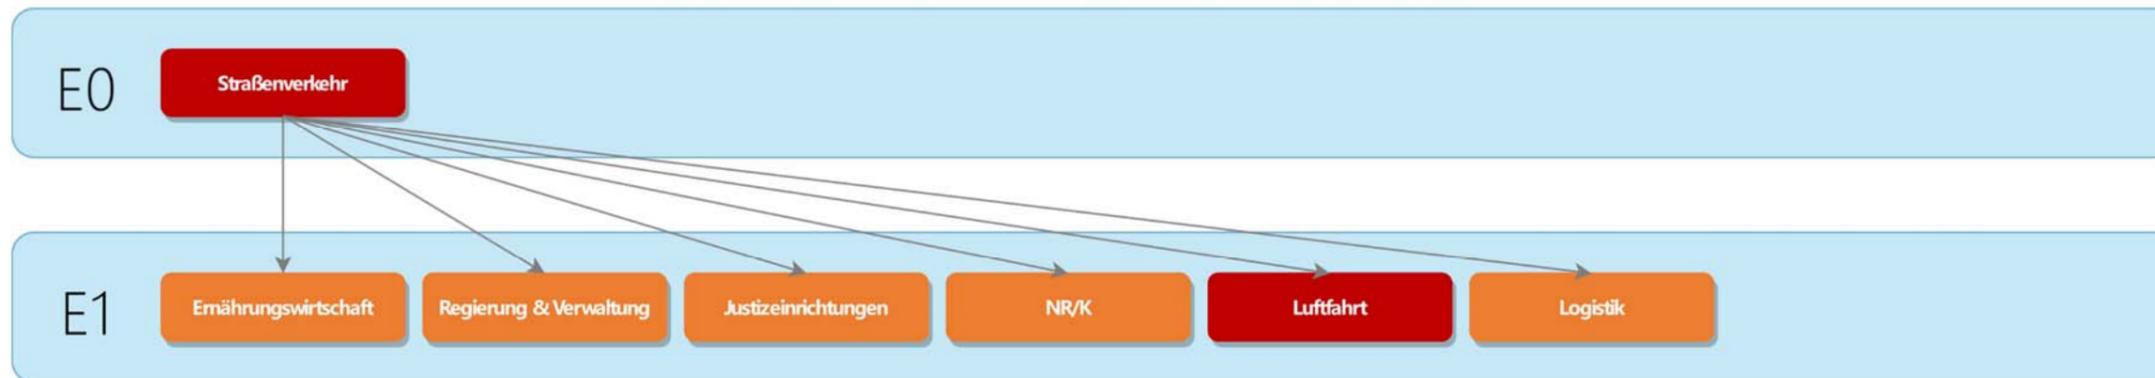 E0
Straßenverkehr
E1
Ernährungswirtschaft
Regierung & Verwaltung
Justizeinrichtungen
NR/K
Luftfahrt
Logistik